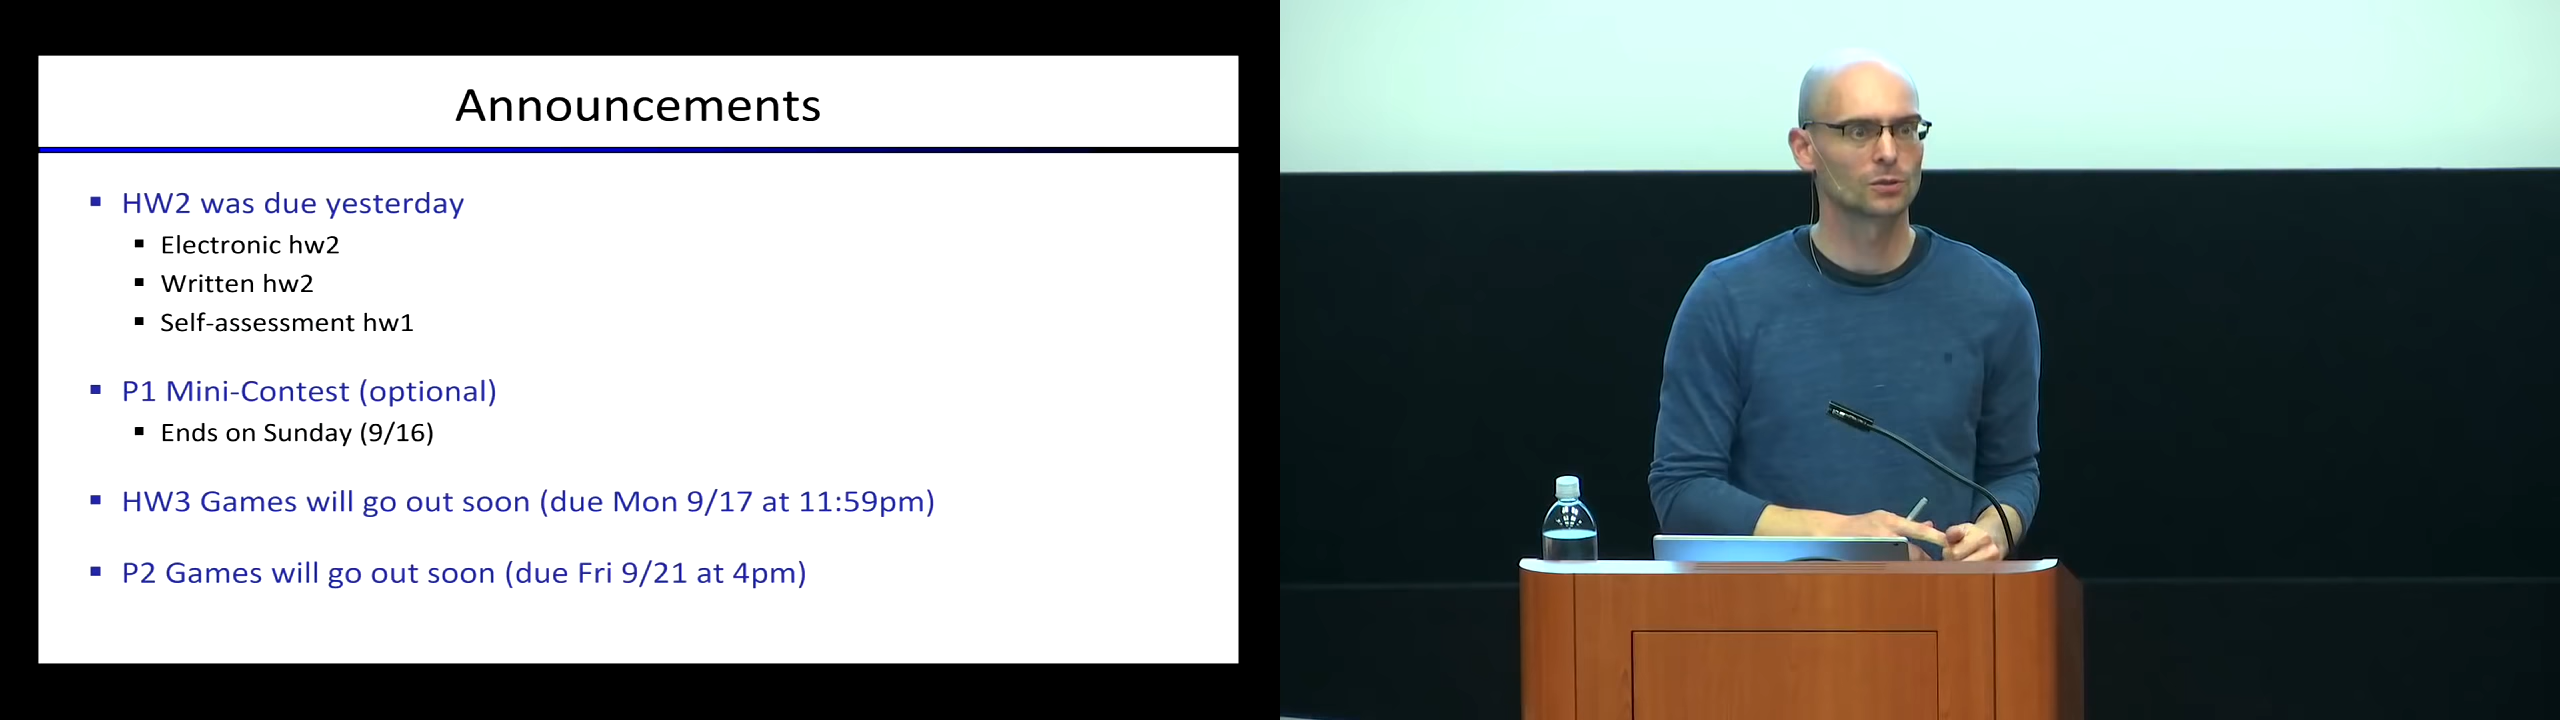 Announcements
HW2 was due yesterday
Electronic hw2
Written hw2
Self-assessment hw1
P1 Mini-Contest (optional)
Ends on Sunday (9/16)
HW3 Games will go out soon (due Mon 9/17 at 11:59pm)
P2 Games will go out soon (due Fri 9/21 at 4pm)